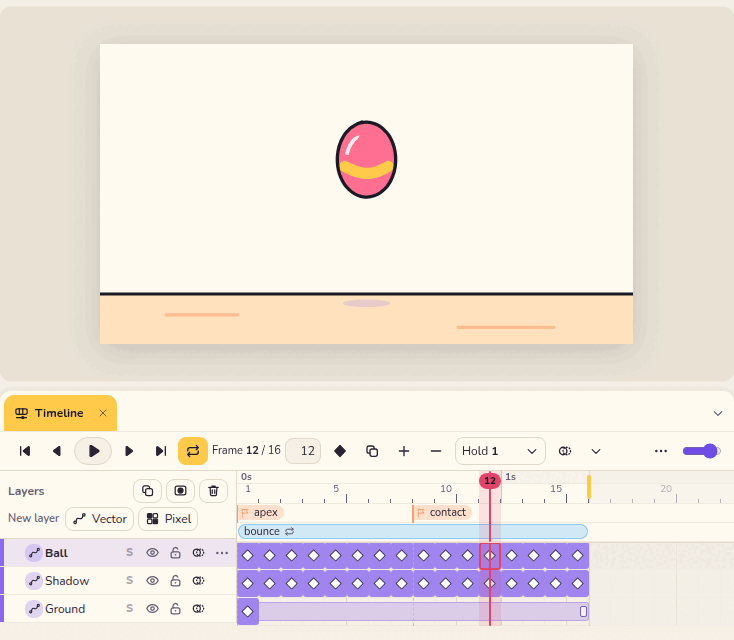 Timeline
Frame 12 / 16 12 Hold 1
0s 1s
Layers 1 5 10 12 15 20
New layer Vector Pixel apex contact
bounce
Ball S
Shadow S
Ground S